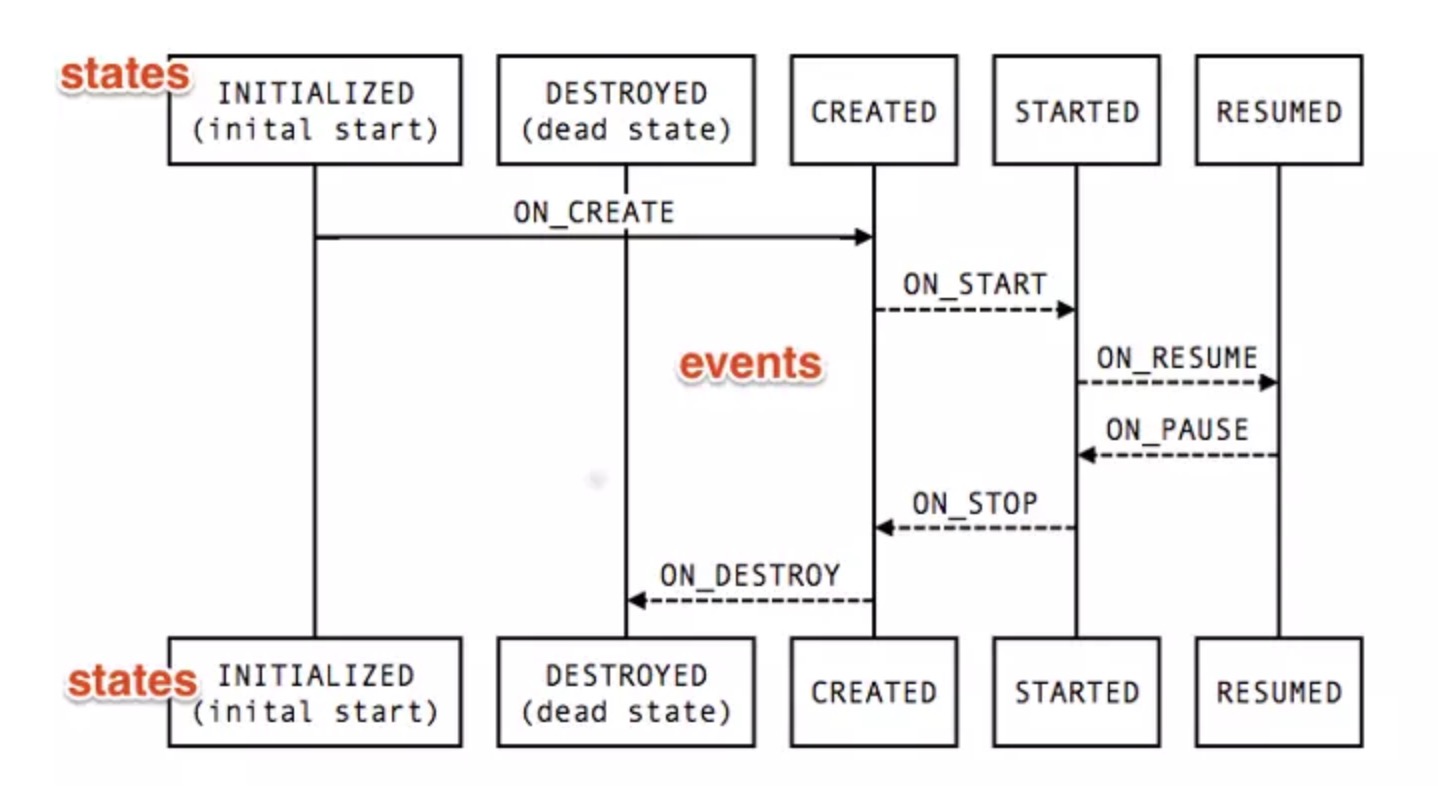 states
INITIALIZED
(inital start)
DESTROYED
(dead state)
CREATED
STARTED
RESUMED
ON_CREATE
ON_START
events
ON_RESUME
ON_PAUSE
ON_STOP
ON_DESTROY
states
INITIALIZED
(inital start)
DESTROYED
(dead state)
CREATED
STARTED
RESUMED